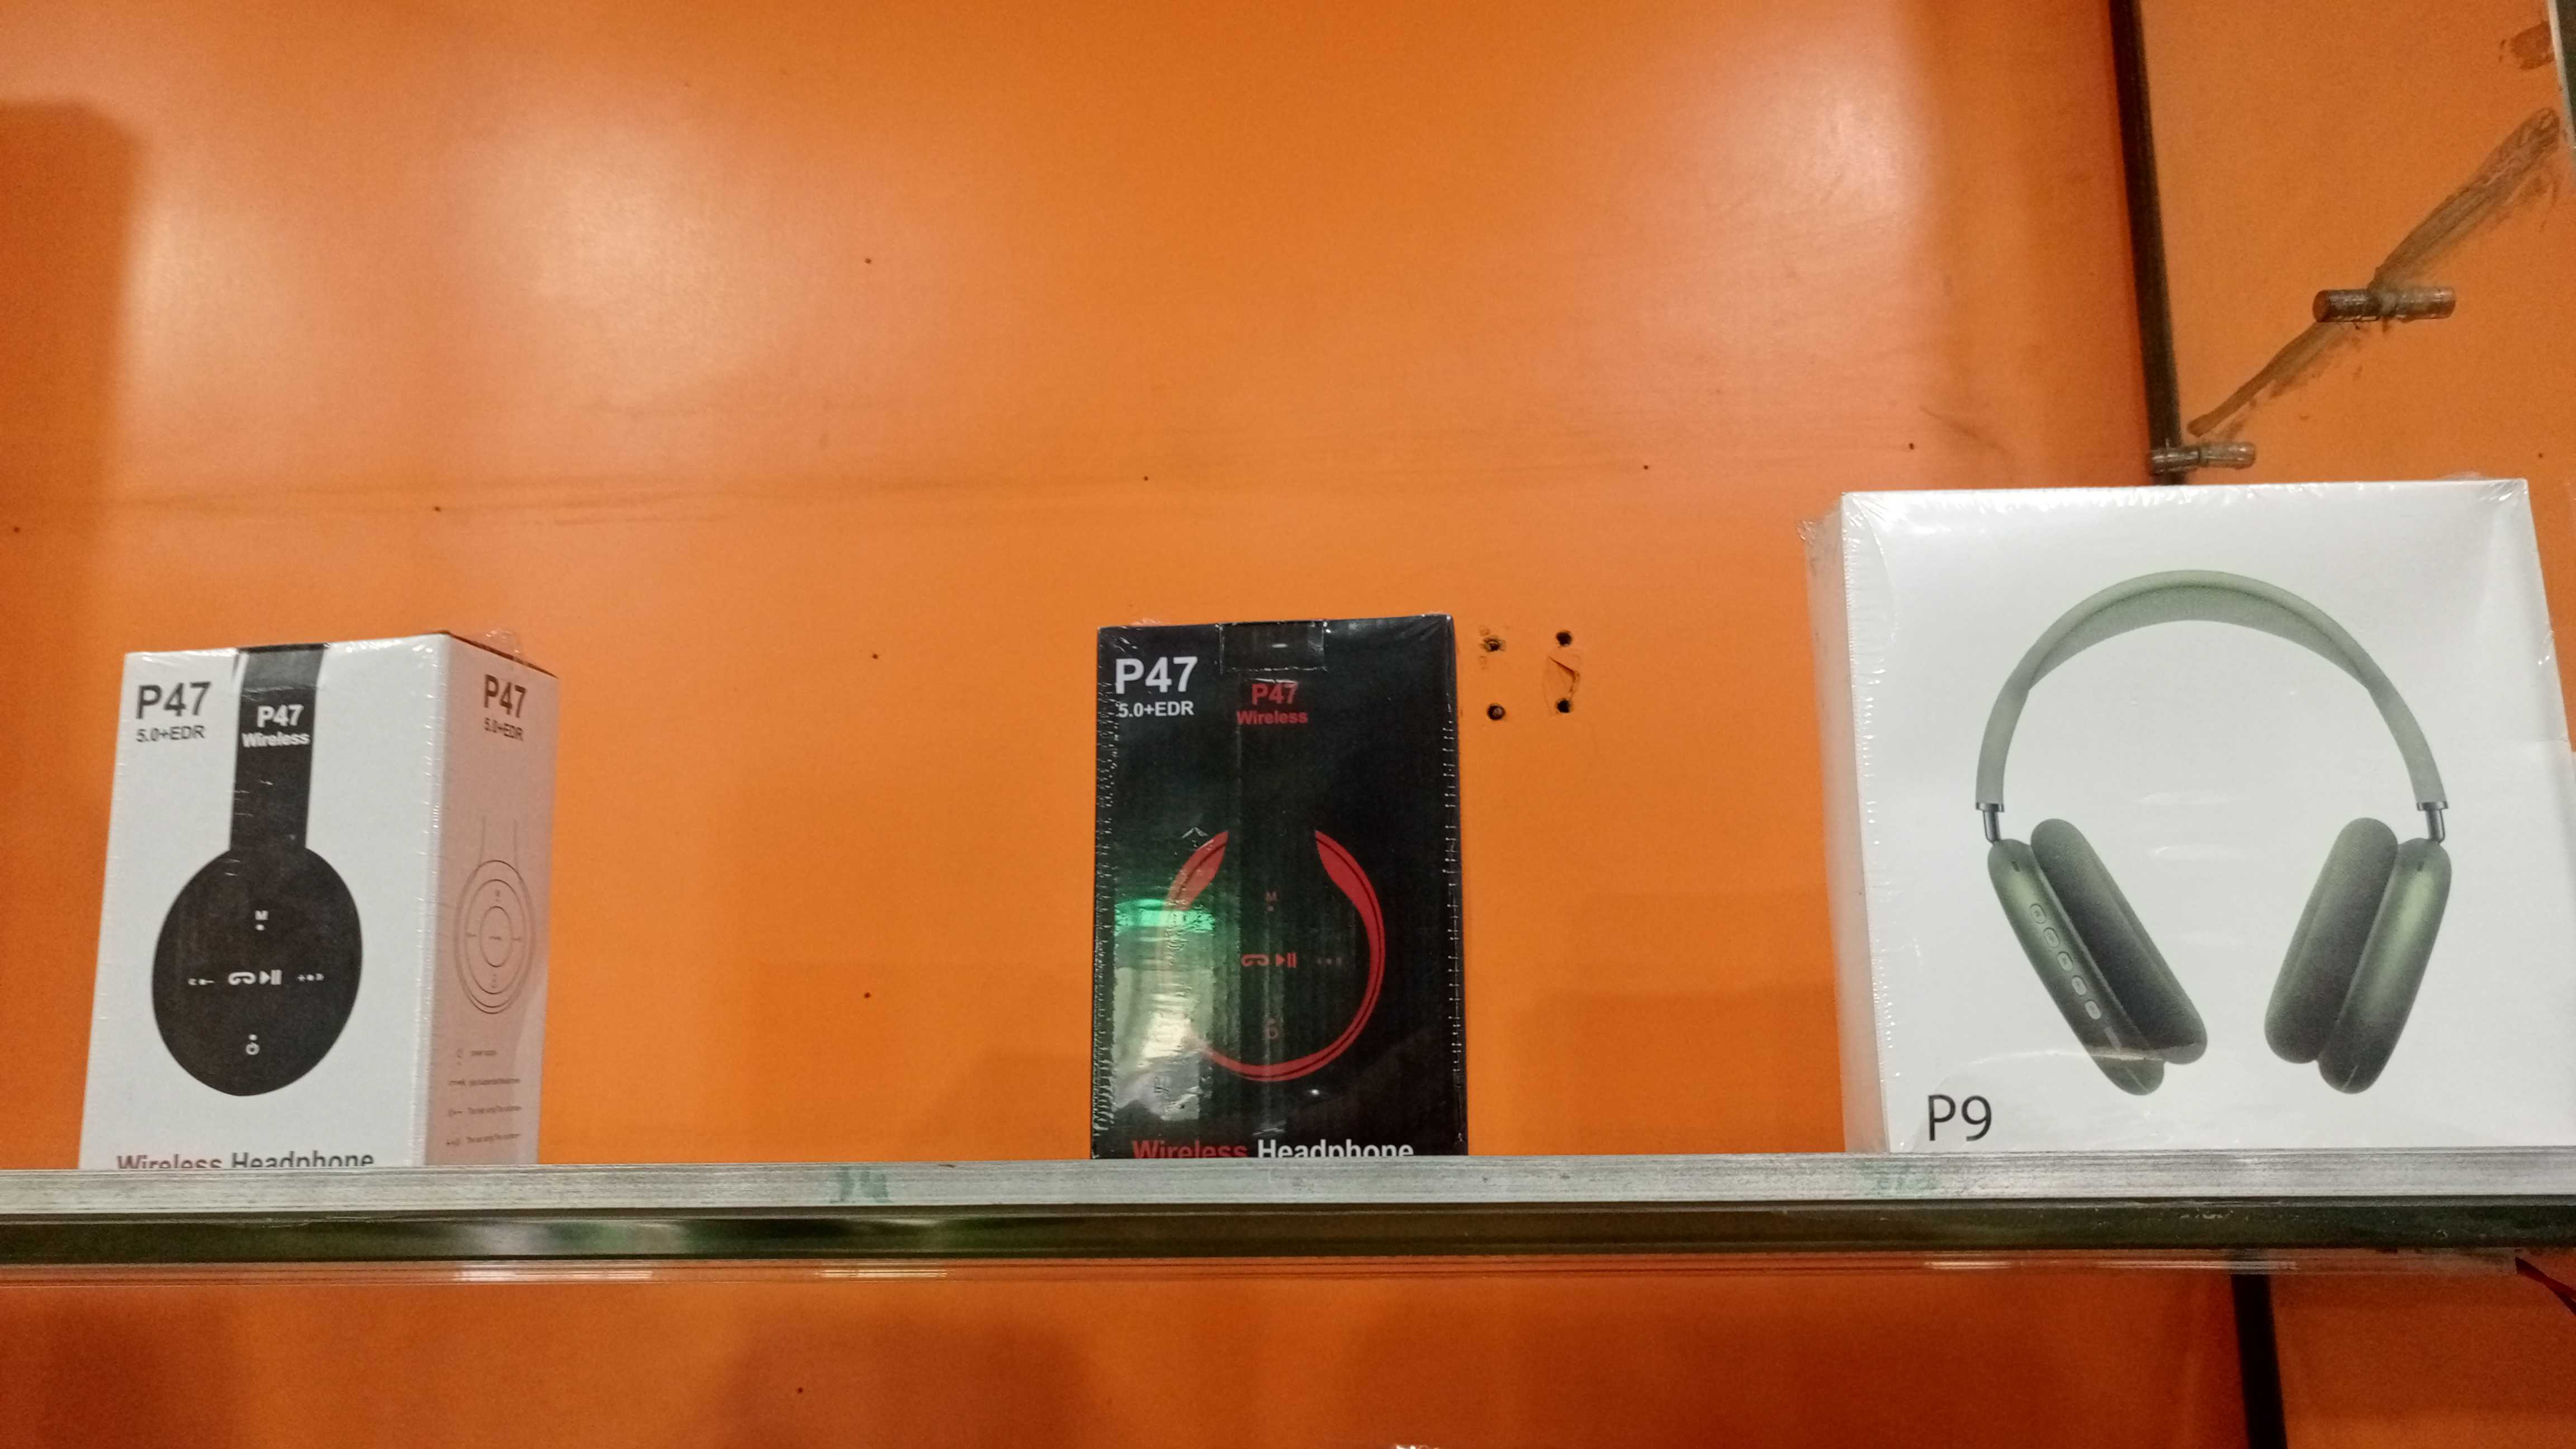 P47
5.0+EDR
P47
Wireless
M
Wireless Headphone
P47
5.0+EDR
P47
5.0+EDR
P47
Wireless
M
Wireless Headphone
P9